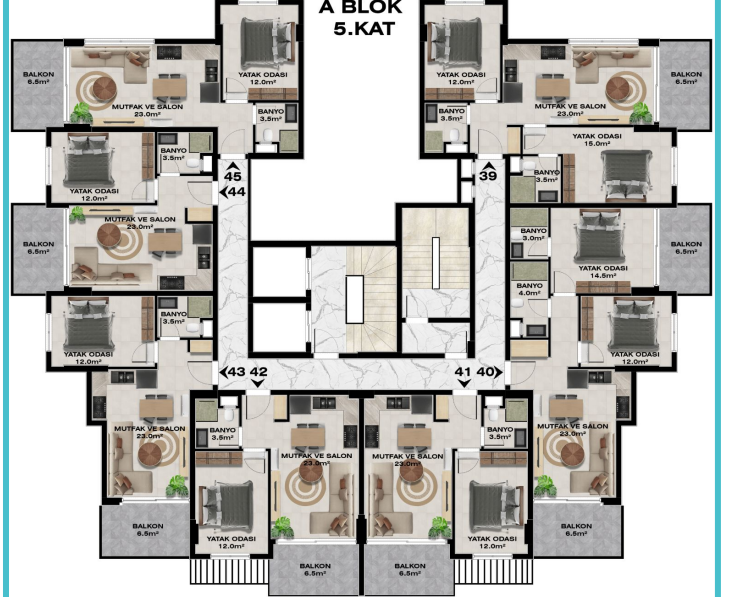 A BLOK
5.KAT
BALKON
6.5m²
MUTFAK VE SALON
23.0m²
YATAK ODASI
12.0m²
BANYO
3.5m²
YATAK ODASI
12.0m²
BANYO
3.5m²
MUTFAK VE SALON
23.0m²
BALKON
6.5m²
YATAK ODASI
12.0m²
BANYO
3.5m²
45
44
YATAK ODASI
15.0m²
BANYO
3.5m²
39
BALKON
6.5m²
MUTFAK VE SALON
23.0m²
BANYO
3.0m²
YATAK ODASI
14.5m²
BALKON
6.5m²
BANYO
4.0m²
YATAK ODASI
12.0m²
BANYO
3.5m²
YATAK ODASI
12.0m²
43 42
41 40
MUTFAK VE SALON
23.0m²
BANYO
3.5m²
MUTFAK VE SALON
23.0m²
MUTFAK VE SALON
23.0m²
BANYO
3.5m²
MUTFAK VE SALON
23.0m²
BALKON
6.5m²
YATAK ODASI
12.0m²
YATAK ODASI
12.0m²
BALKON
6.5m²
BALKON
6.5m²
BALKON
6.5m²